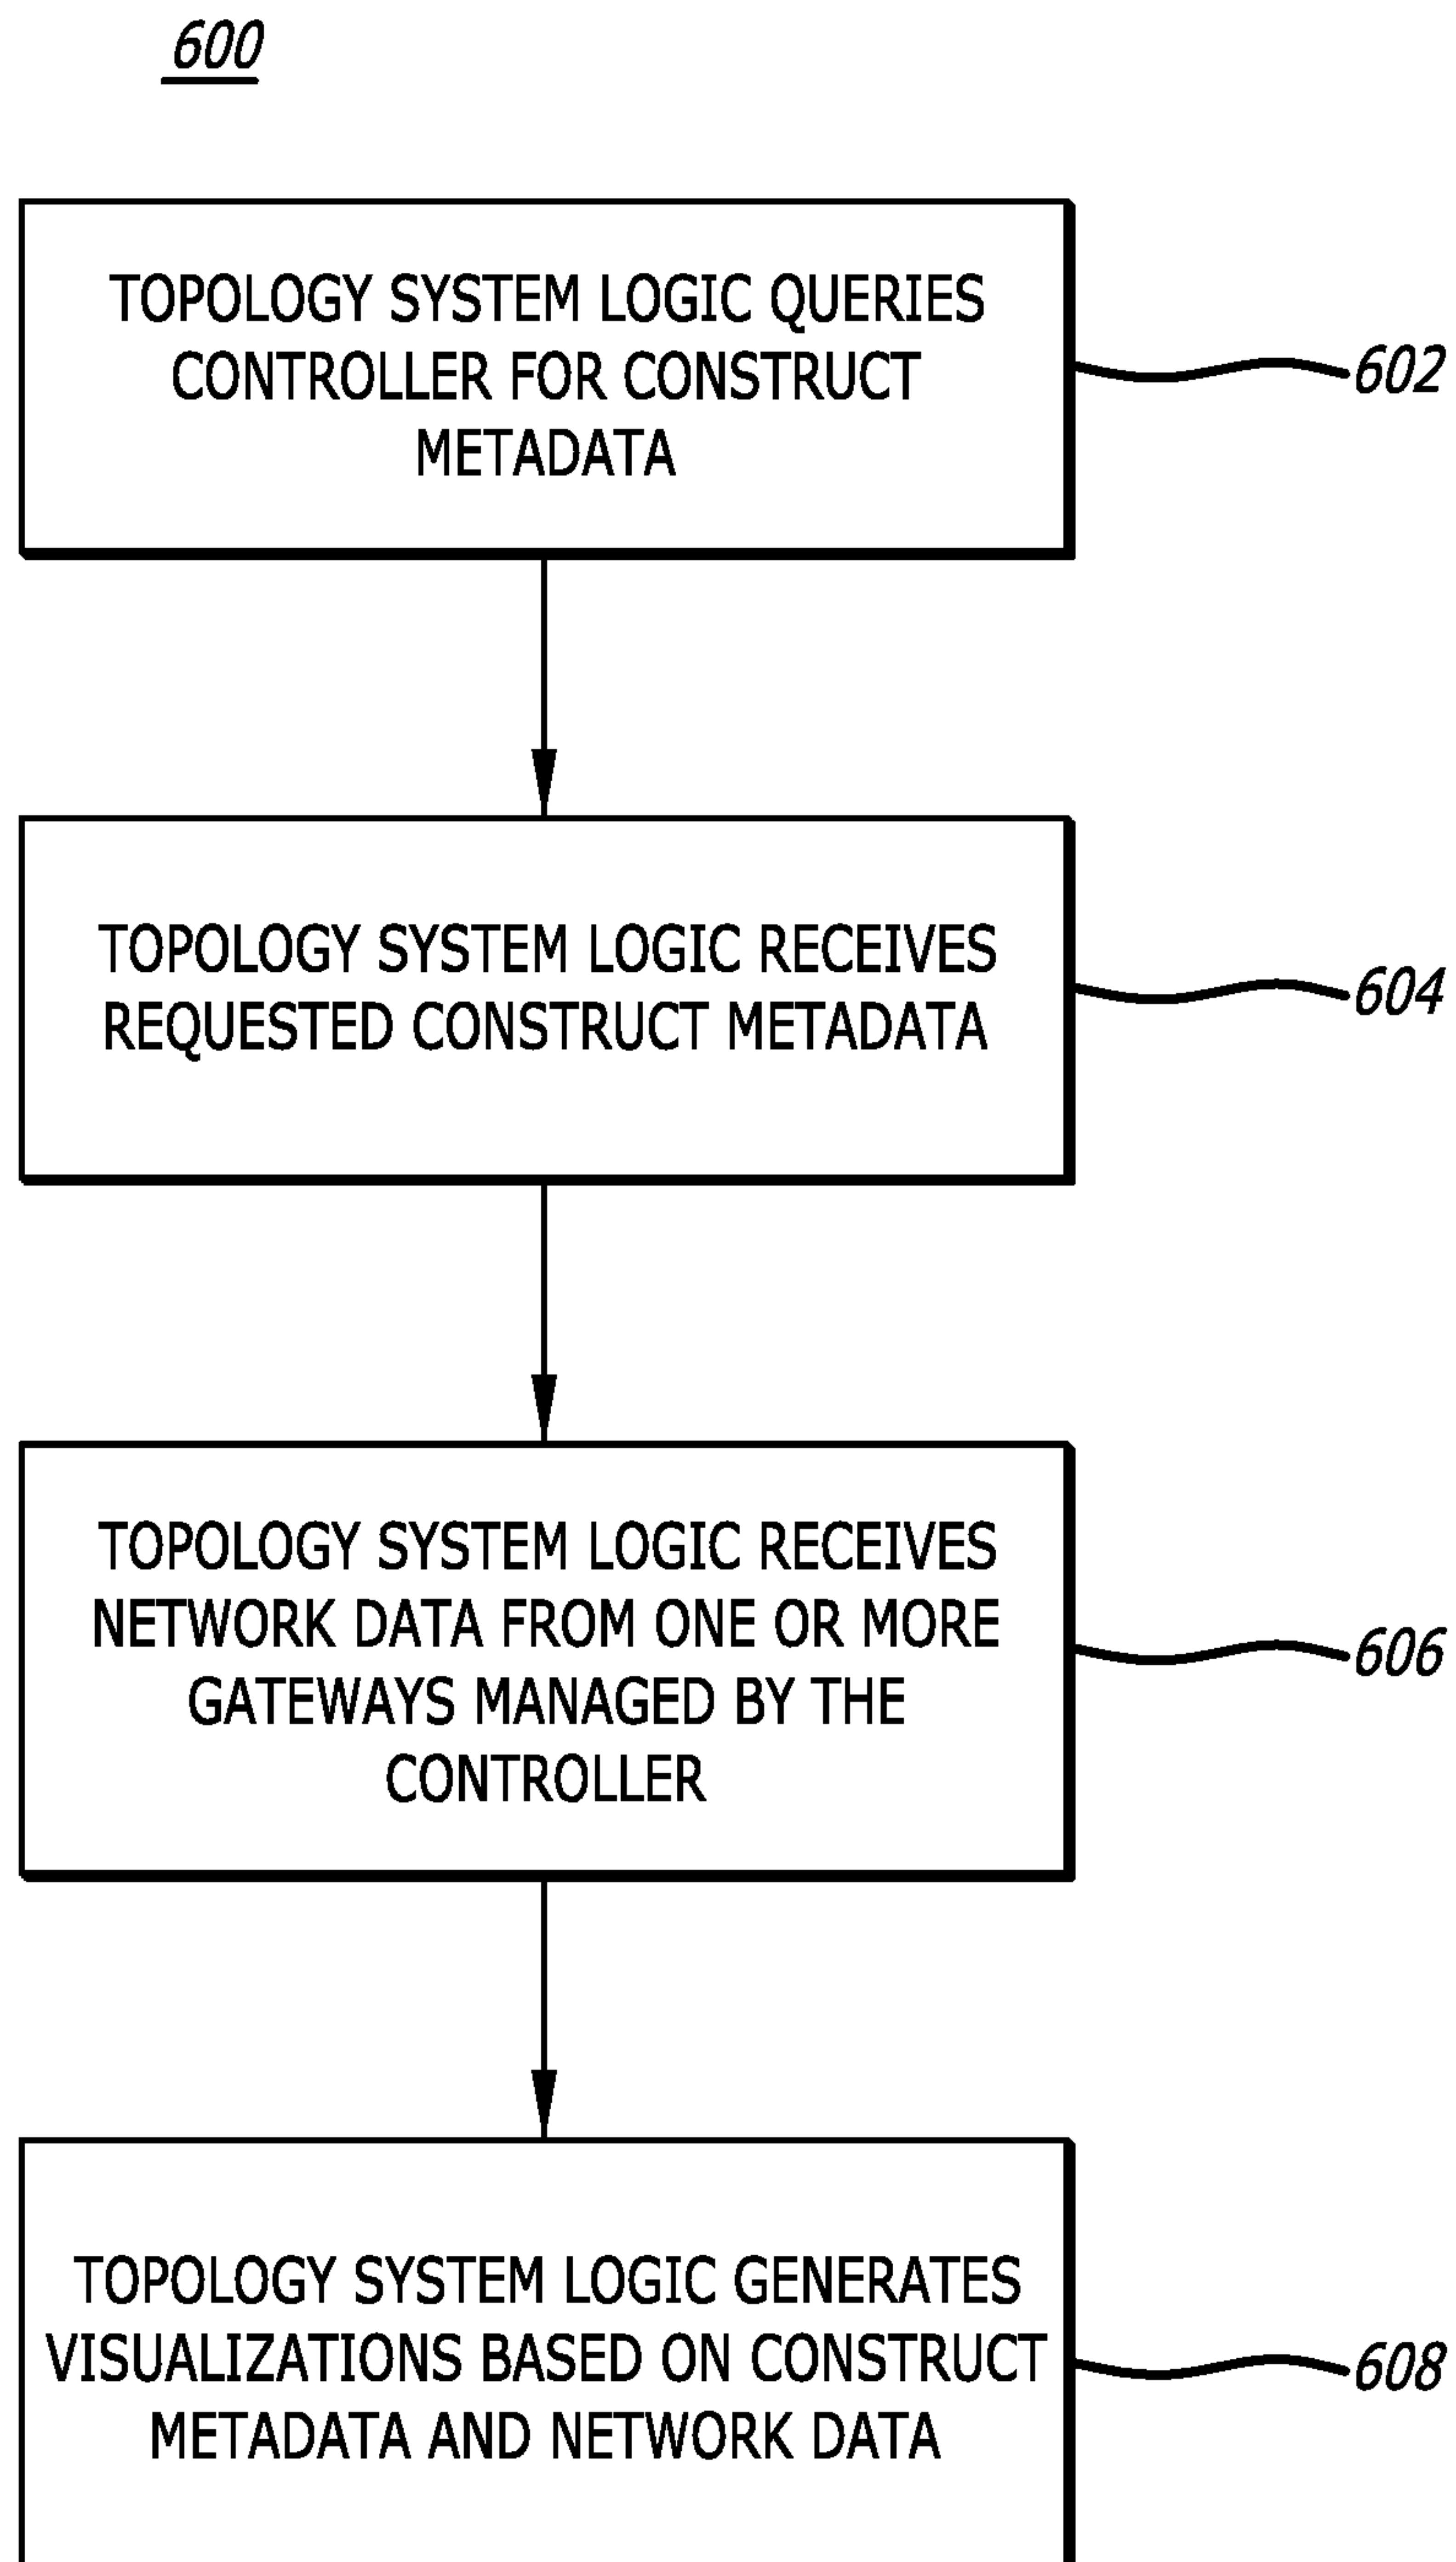 600
TOPOLOGY SYSTEM LOGIC QUERIES
CONTROLLER FOR CONSTRUCT
METADATA
602
TOPOLOGY SYSTEM LOGIC RECEIVES
REQUESTED CONSTRUCT METADATA
604
TOPOLOGY SYSTEM LOGIC RECEIVES
NETWORK DATA FROM ONE OR MORE
GATEWAYS MANAGED BY THE
CONTROLLER
606
TOPOLOGY SYSTEM LOGIC GENERATES
VISUALIZATIONS BASED ON CONSTRUCT
METADATA AND NETWORK DATA
608